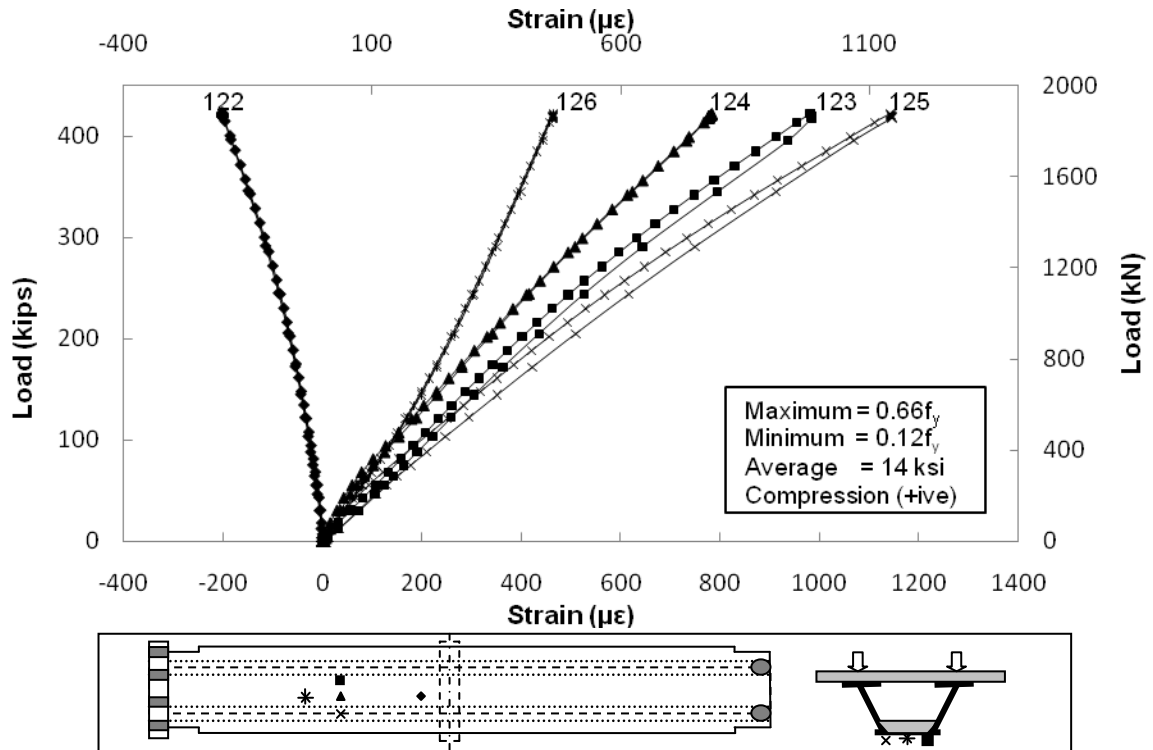 Strain (µε)
-400 100 600 1100
122 126 124 123 125
400 2000
300 1600
200 1200
100 800
0 400
0
Load (kips)
Load (kN)
Maximum = 0.66fy
Minimum = 0.12fy
Average = 14 ksi
Compression (+ive)
-400 -200 0 200 400 600 800 1000 1200 1400
Strain (µε)